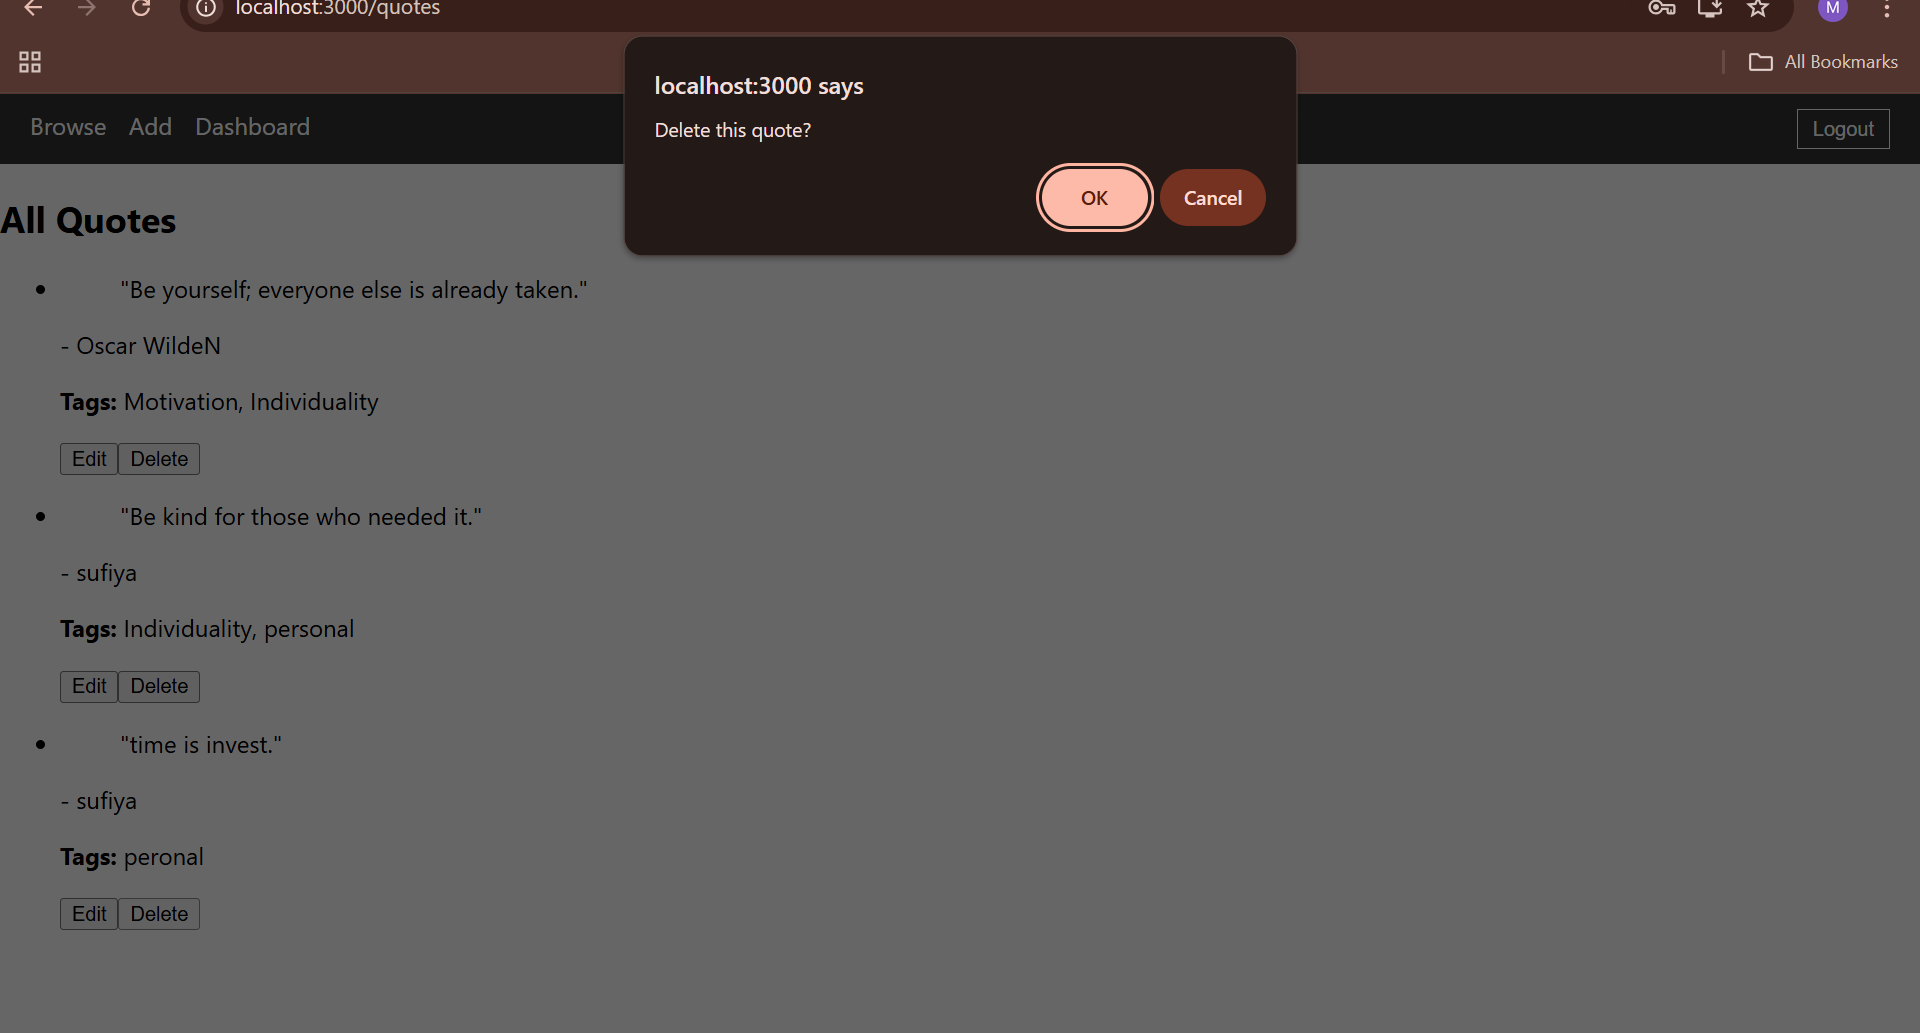 localhost:3000/quotes
M
All Bookmarks
localhost:3000 says
Delete this quote?
OK
Cancel
Browse
Add
Dashboard
Logout
All Quotes
"Be yourself; everyone else is already taken."
- Oscar WildeN
Tags: Motivation, Individuality
Edit
Delete
"Be kind for those who needed it."
- sufiya
Tags: Individuality, personal
Edit
Delete
"time is invest."
- sufiya
Tags: peronal
Edit
Delete